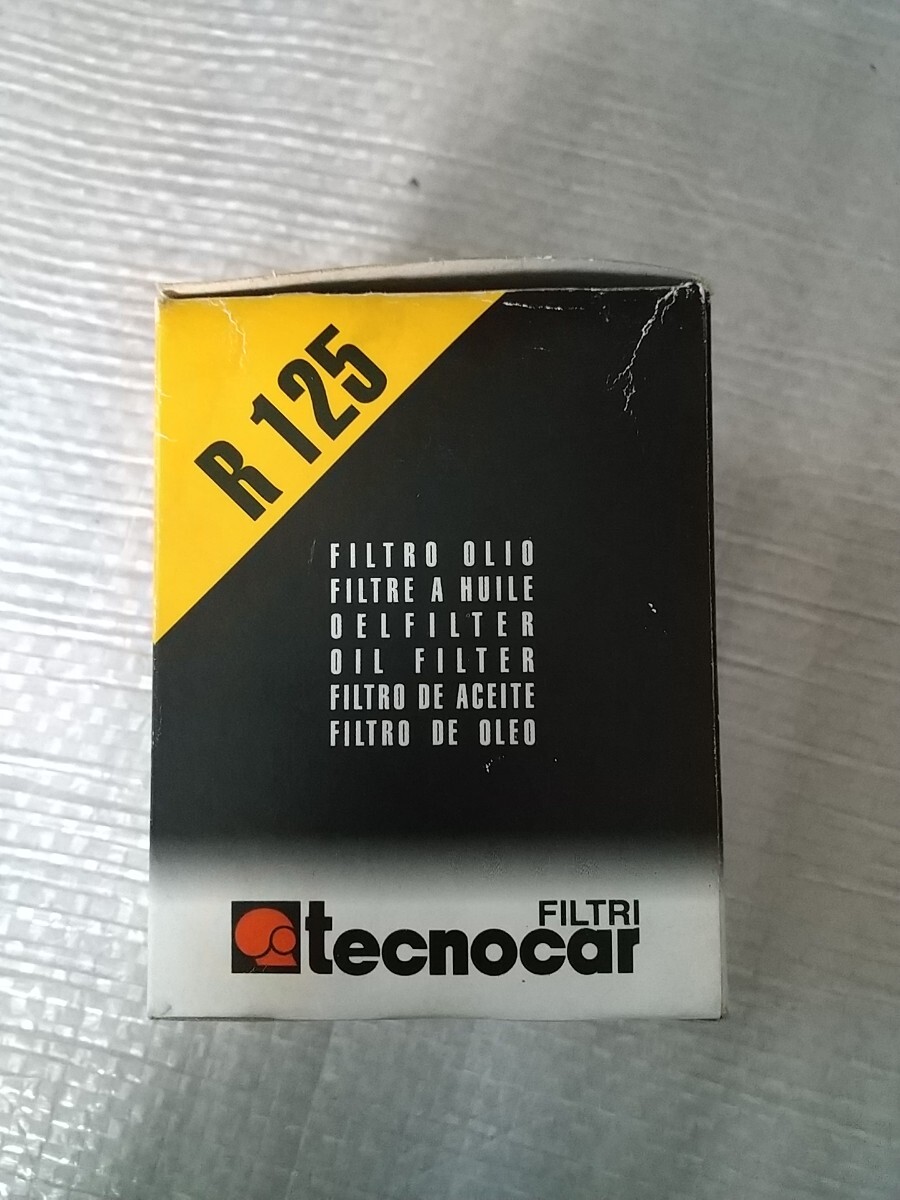 R 125
FILTRO OLIO
FILTRE A HUILE
OELFILTER
OIL FILTER
FILTRO DE ACEITE
FILTRO DE OLEO
FILTRI
tecnocar